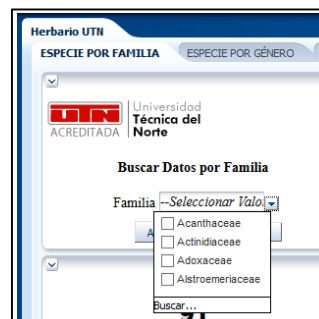 Herbario UTN
ESPECIE POR FAMILIA ESPECIE POR GÉNERO
UTN Universidad
Técnica del
ACREDITADA Norte
Buscar Datos por Familia
Familia --Seleccionar Valo
A
Acanthaceae
Actinidiaceae
Adoxaceae
Alstroemeriaceae
Buscar...